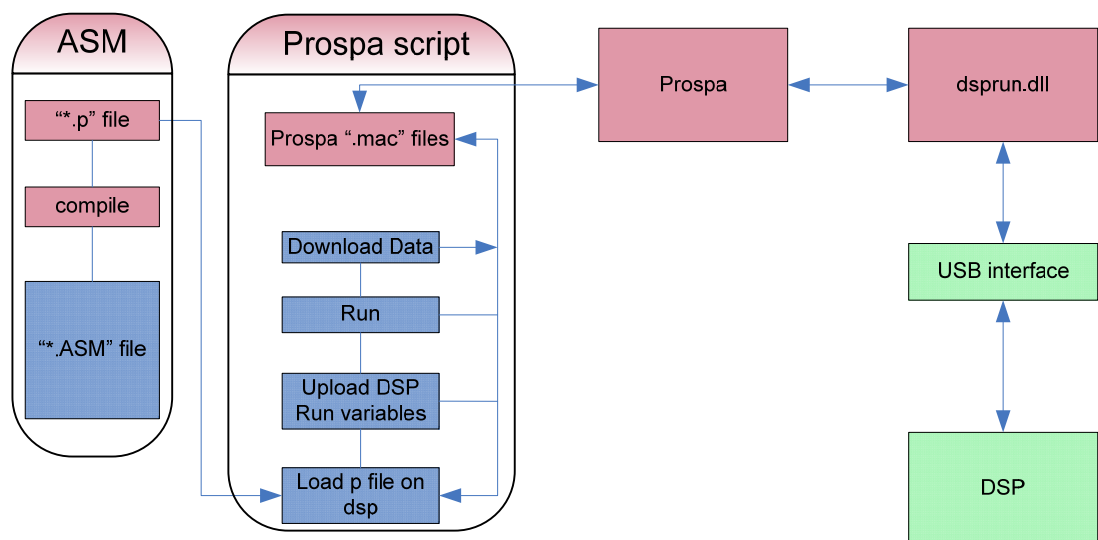 ASM
“*.p” file
compile
“*.ASM” file
Prospa script
Prospa “.mac” files
Download Data
Run
Upload DSP
Run variables
Load p file on
dsp
Prospa
dsprun.dll
USB interface
DSP